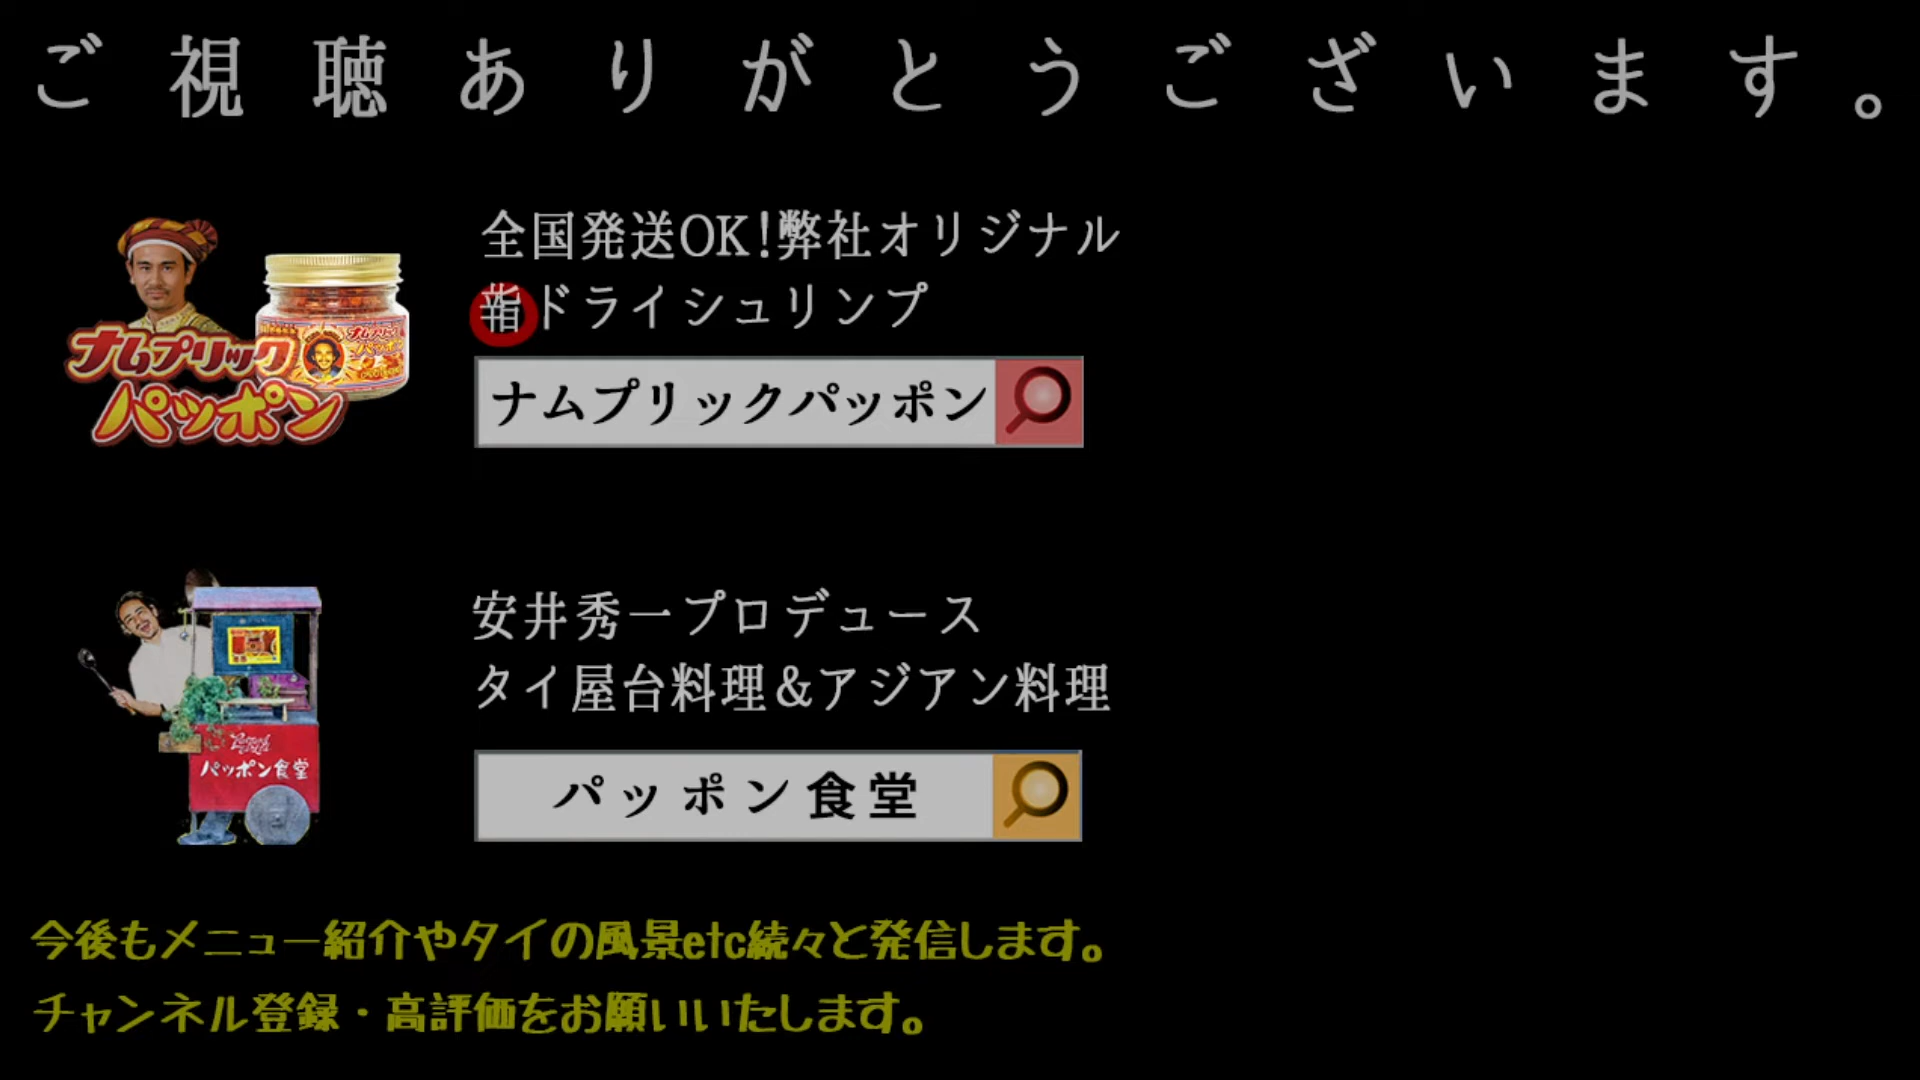 ご視聴ありがとうございます。
全国発送OK!弊社オリジナル
ドライシュリンプ
ナムプリック
パッポン
ナムプリックパッポン
安井秀一プロデュース
タイ屋台料理&アジアン料理
パッポン食堂
パッポン食堂
今後もメニュー紹介やタイの風景etc続々と発信します。
チャンネル登録・高評価をお願いいたします。